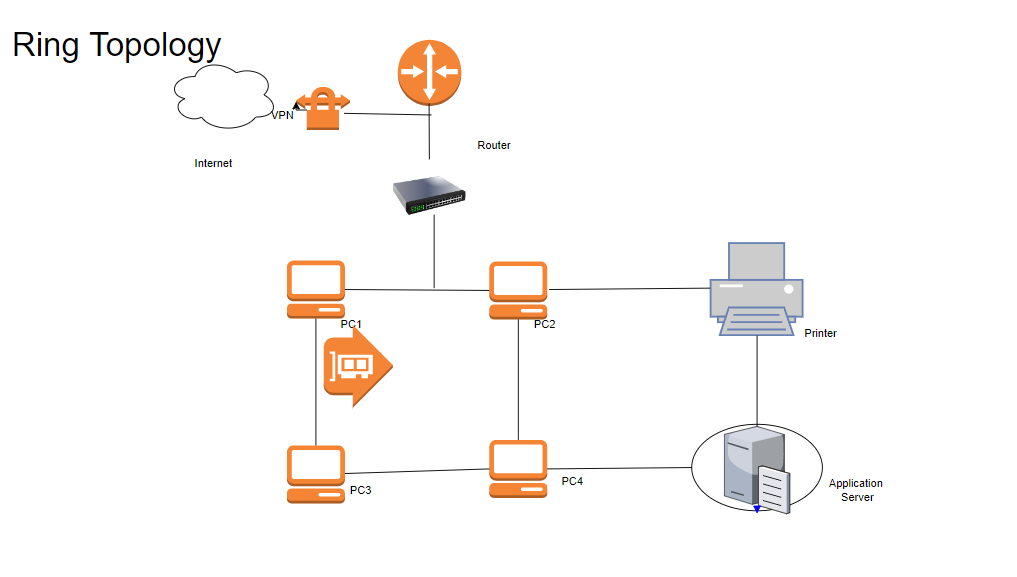 Ring Topology
VPN
Router
Internet
PC1
PC2
Printer
PC3
PC4
Application
Server